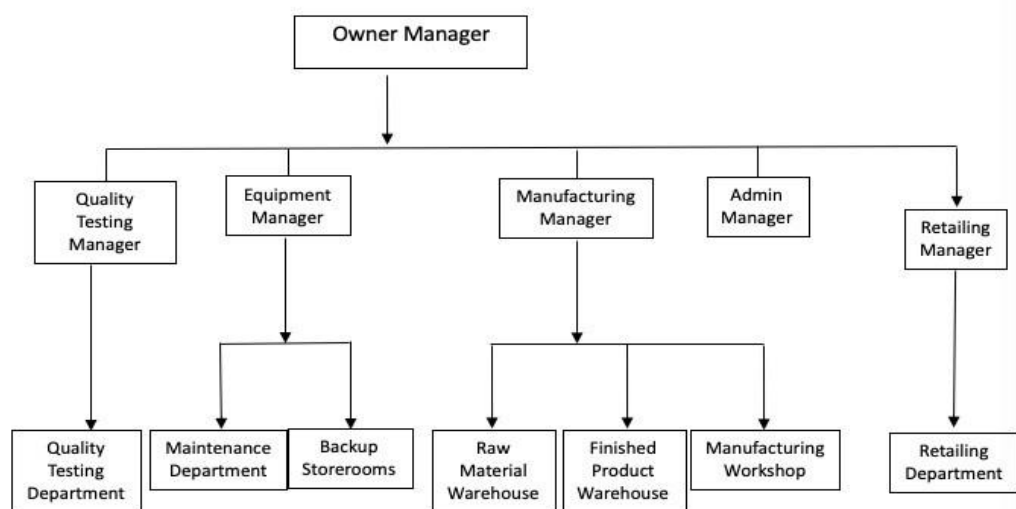 Owner Manager
Quality
Testing
Manager
Equipment
Manager
Manufacturing
Manager
Admin
Manager
Retailing
Manager
Quality
Testing
Department
Maintenance
Department
Backup
Storerooms
Raw
Material
Warehouse
Finished
Product
Warehouse
Manufacturing
Workshop
Retailing
Department